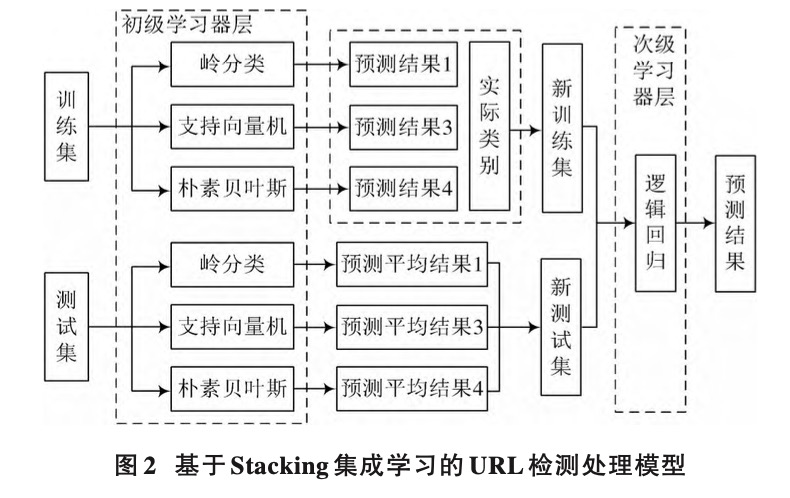 初级学习器层
次级
学习
器层
训练集
岭分类
预测结果1
支持向量机
预测结果3
朴素贝叶斯
预测结果4
实际类别
新训练集
逻辑回归
预测结果
测试集
岭分类
预测平均结果1
支持向量机
预测平均结果3
朴素贝叶斯
预测平均结果4
新测试集
图2 基于Stacking集成学习的URL检测处理模型